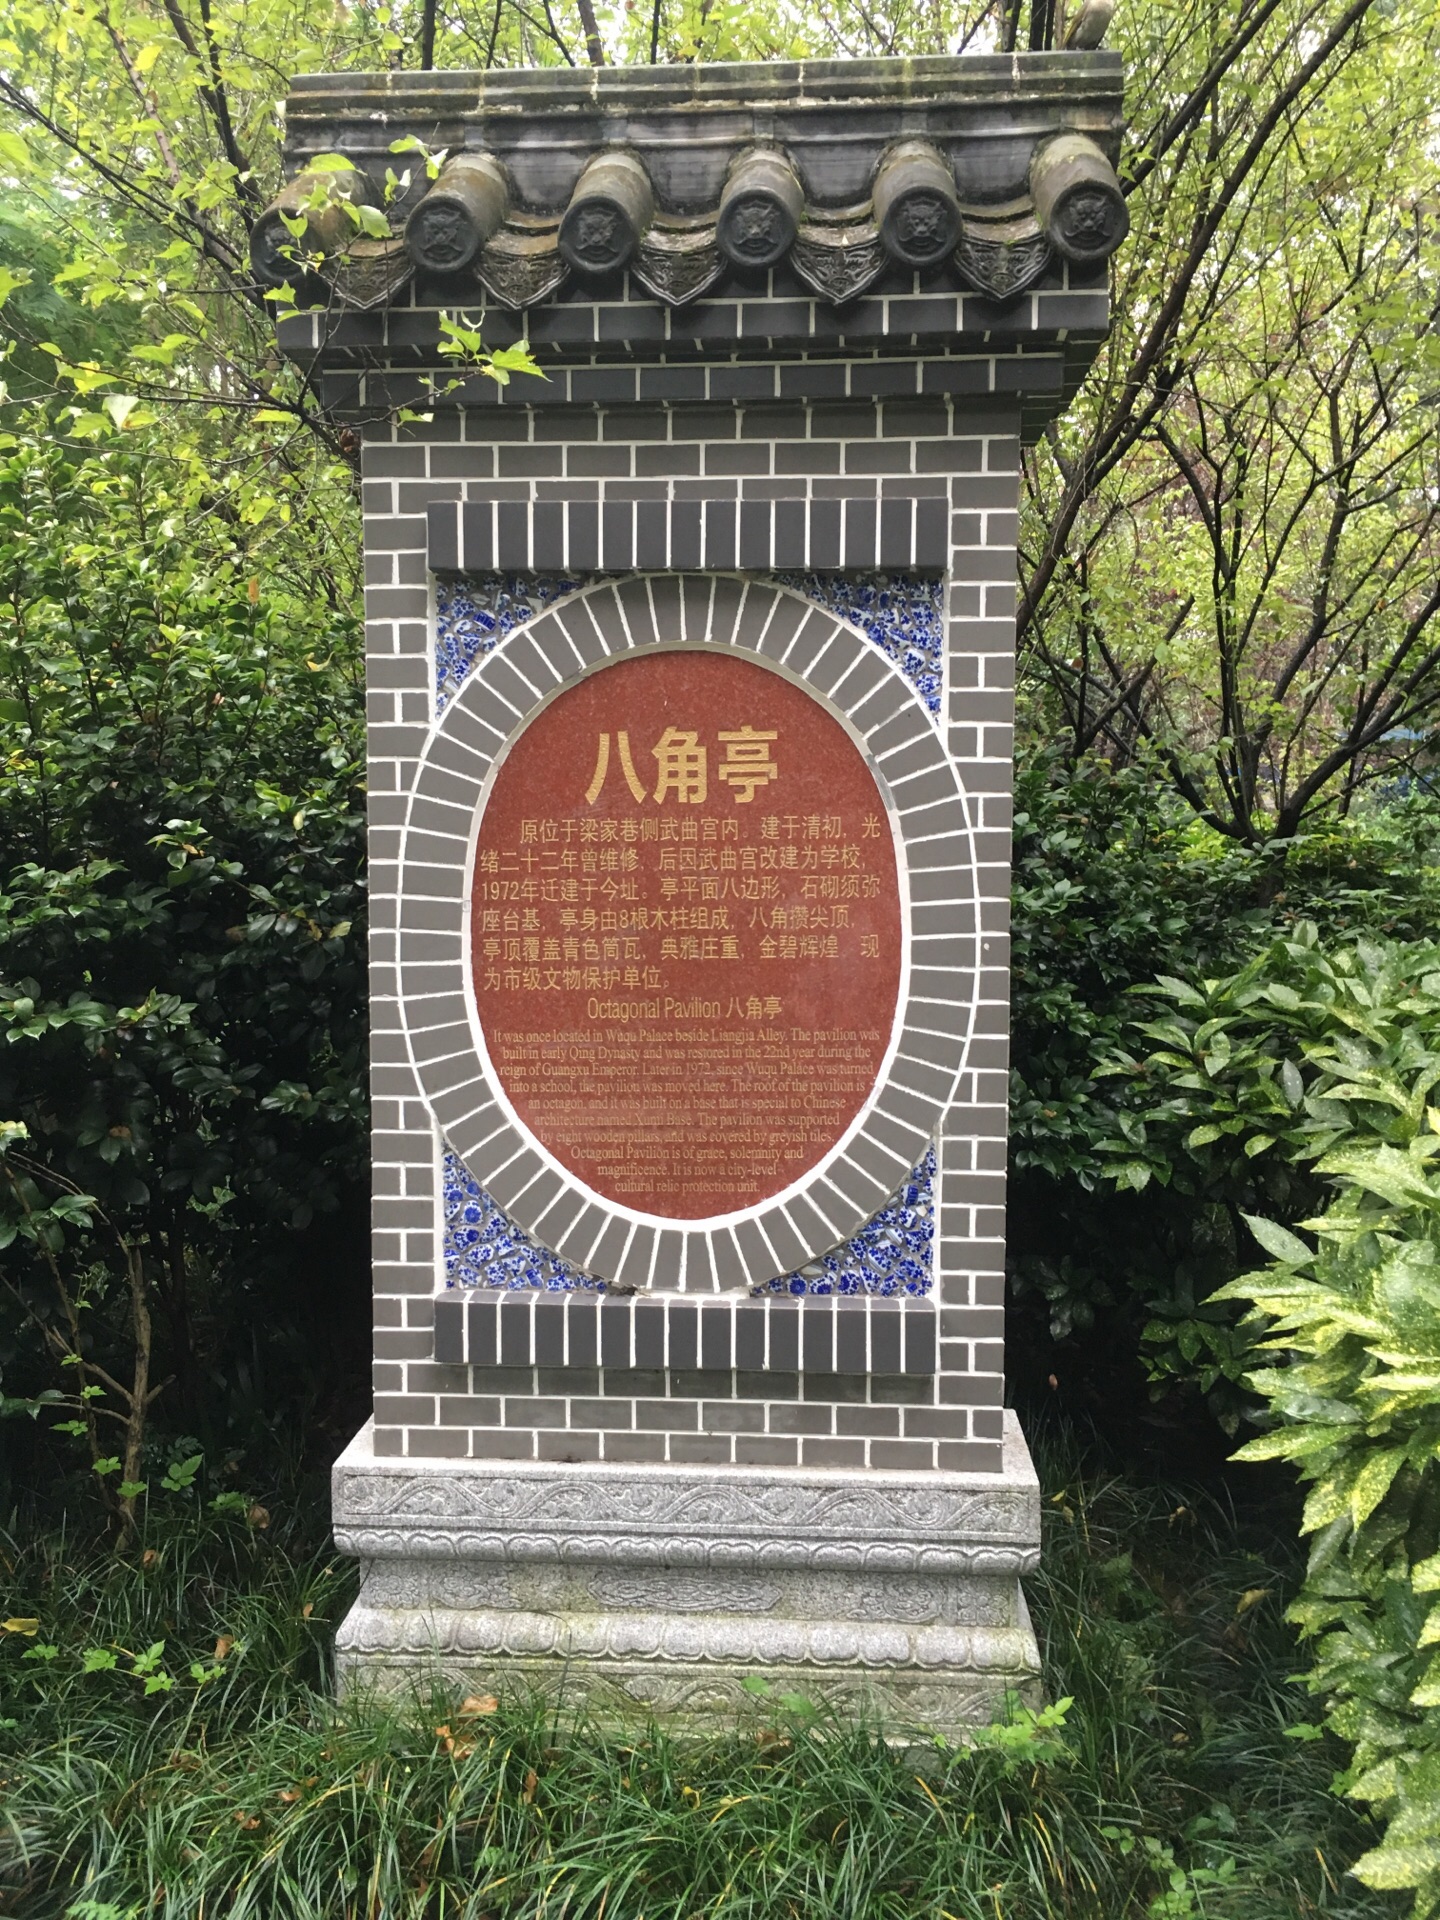 八角亭
原位于梁家巷侧武曲宫内。建于清初，光
绪二十二年曾维修，后因武曲宫改建为学校，
1972年迁建于今址。亭平面八边形，石砌须弥
座台基，亭身由8根木柱组成，八角攒尖顶，
亭顶覆盖青色筒瓦，典雅庄重，金碧辉煌。现
为市级文物保护单位。
Octagonal Pavilion 八角亭
It was once located in Wuqu Palace beside Liangjia Alley. The pavilion was
built in early Qing Dynasty and was restored in the 22nd year during the
reign of Guangxu Emperor. Later in 1972, since Wuqu Palace was turned
into a school, the pavilion was moved here. The roof of the pavilion is
an octagon, and it was built on a base that is special to Chinese
architecture named Xumi Base. The pavilion was supported
by eight wooden pillars, and was covered by greyish tiles.
Octagonal Pavilion is of grace, solemnity and
magnificence. It is now a city-level
cultural relic protection unit.